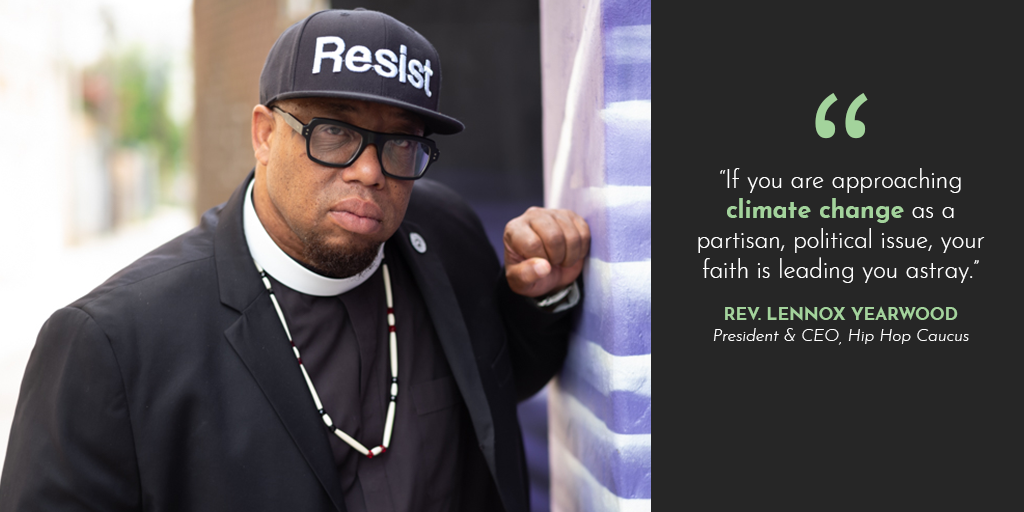 Resist
“
“If you are approaching
climate change as a
partisan, political issue, your
faith is leading you astray.”
REV. LENNOX YEARWOOD
President & CEO, Hip Hop Caucus